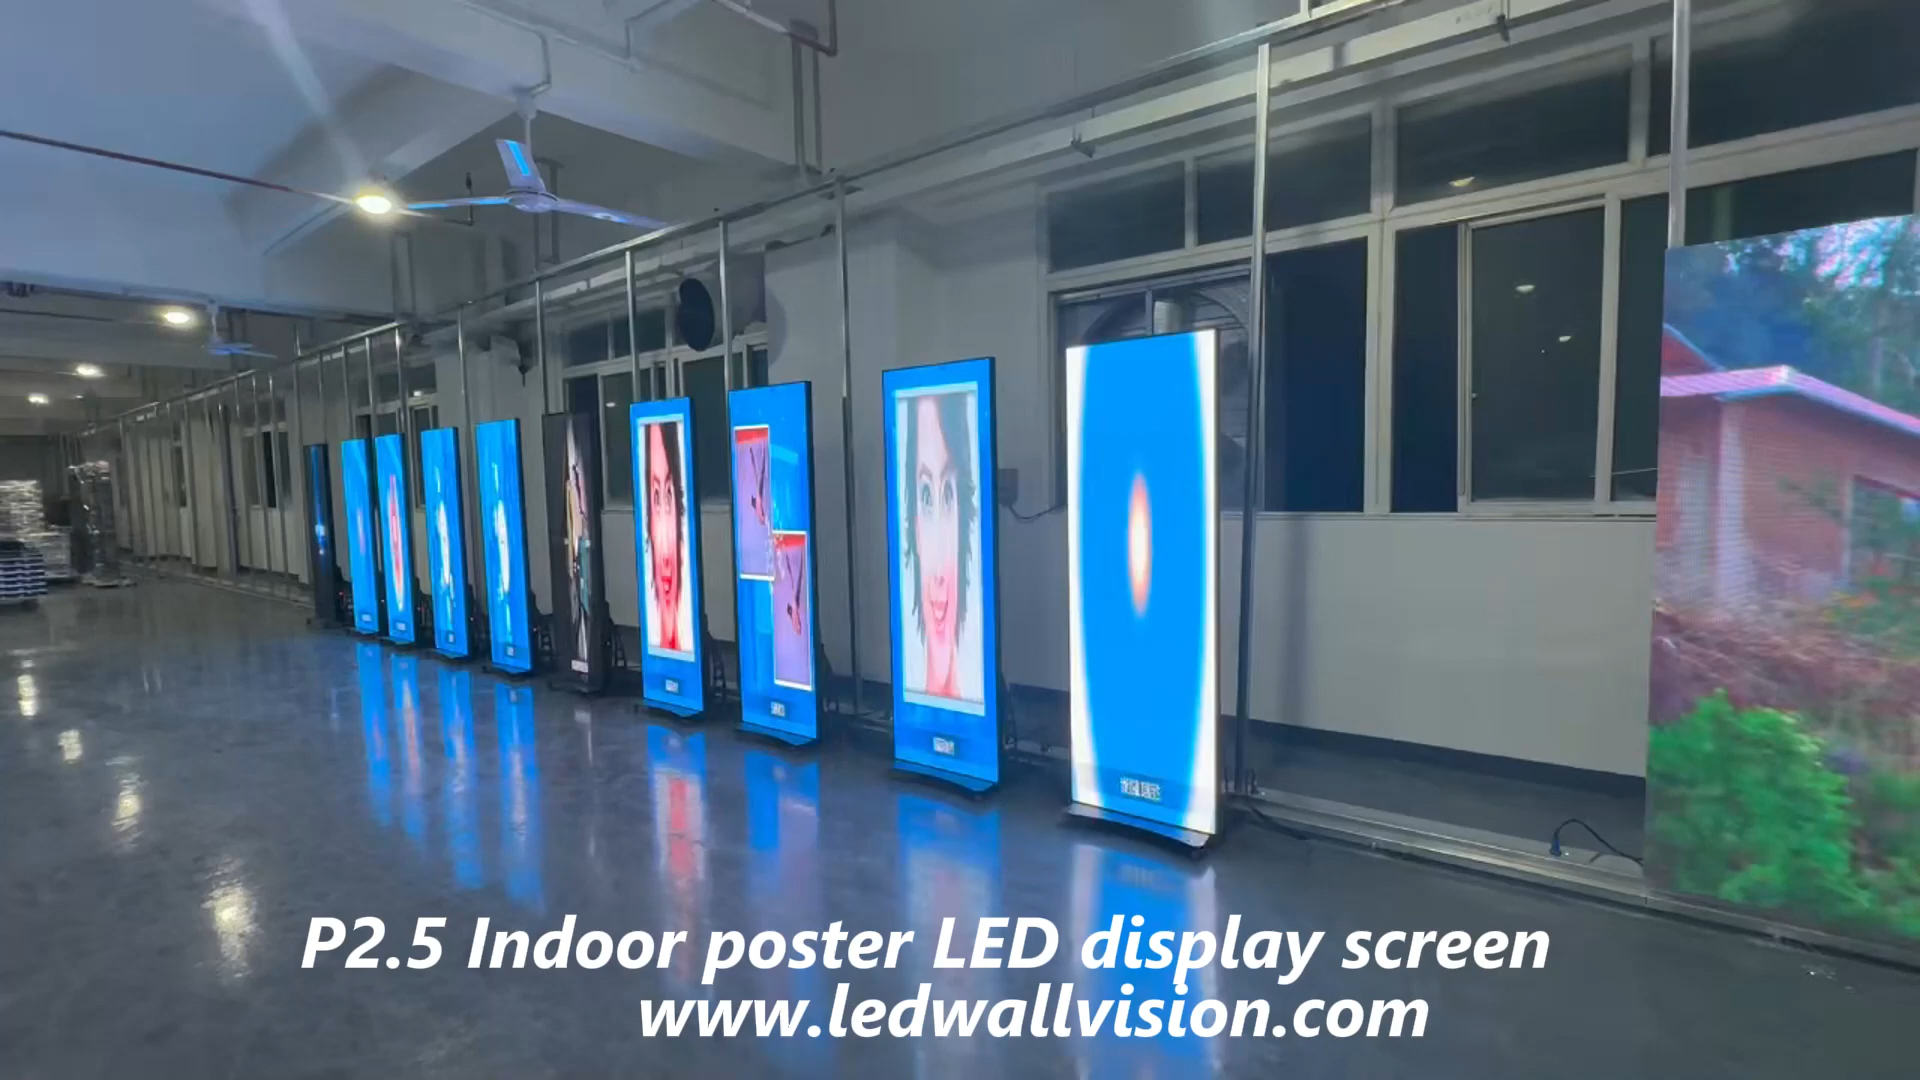 P2.5 Indoor poster LED display screen
www.ledwallvision.com